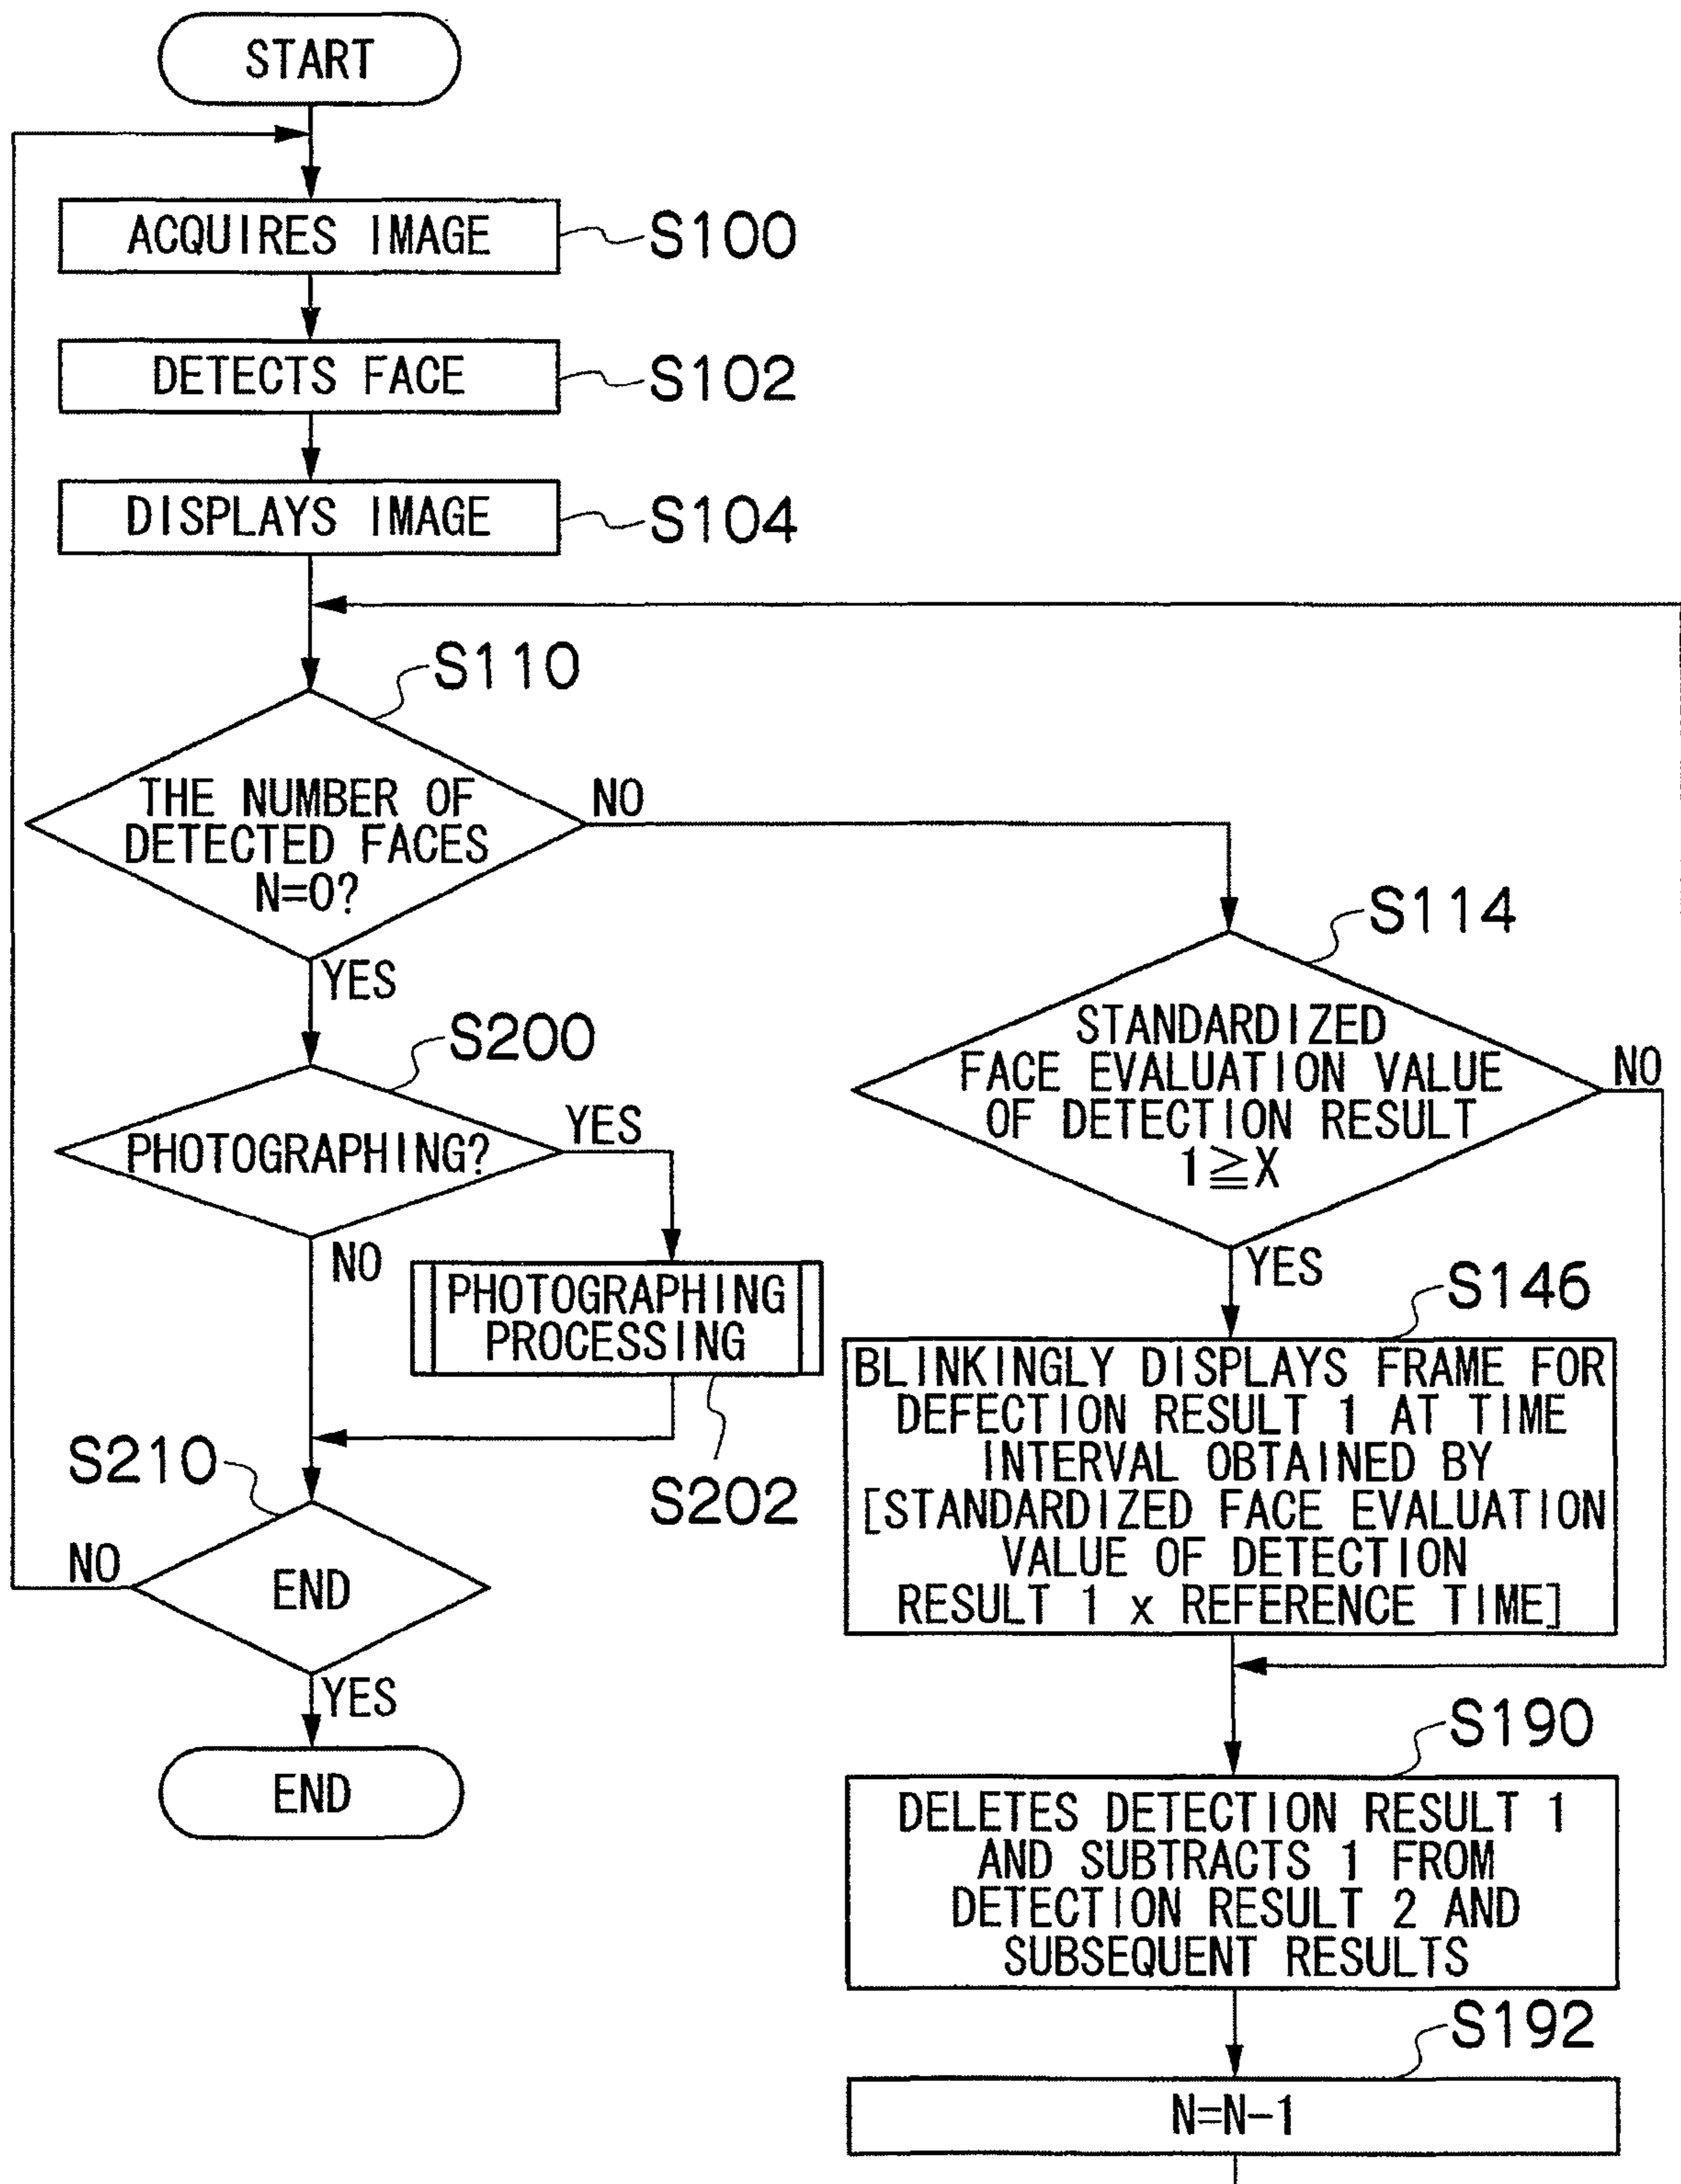 START
ACQUIRES IMAGE
S100
DETECTS FACE
S102
DISPLAYS IMAGE
S104
S110
THE NUMBER OF
DETECTED FACES
N=0?
NO
YES
S200
PHOTOGRAPHING?
YES
NO
PHOTOGRAPHING
PROCESSING
S202
S210
END
NO
YES
END
S114
STANDARDIZED
FACE EVALUATION VALUE
OF DETECTION RESULT
1≧X
NO
YES
S146
BLINKINGLY DISPLAYS FRAME FOR
DEFECTION RESULT 1 AT TIME
INTERVAL OBTAINED BY
[STANDARDIZED FACE EVALUATION
VALUE OF DETECTION
RESULT 1 x REFERENCE TIME]
S190
DELETES DETECTION RESULT 1
AND SUBTRACTS 1 FROM
DETECTION RESULT 2 AND
SUBSEQUENT RESULTS
S192
N=N-1